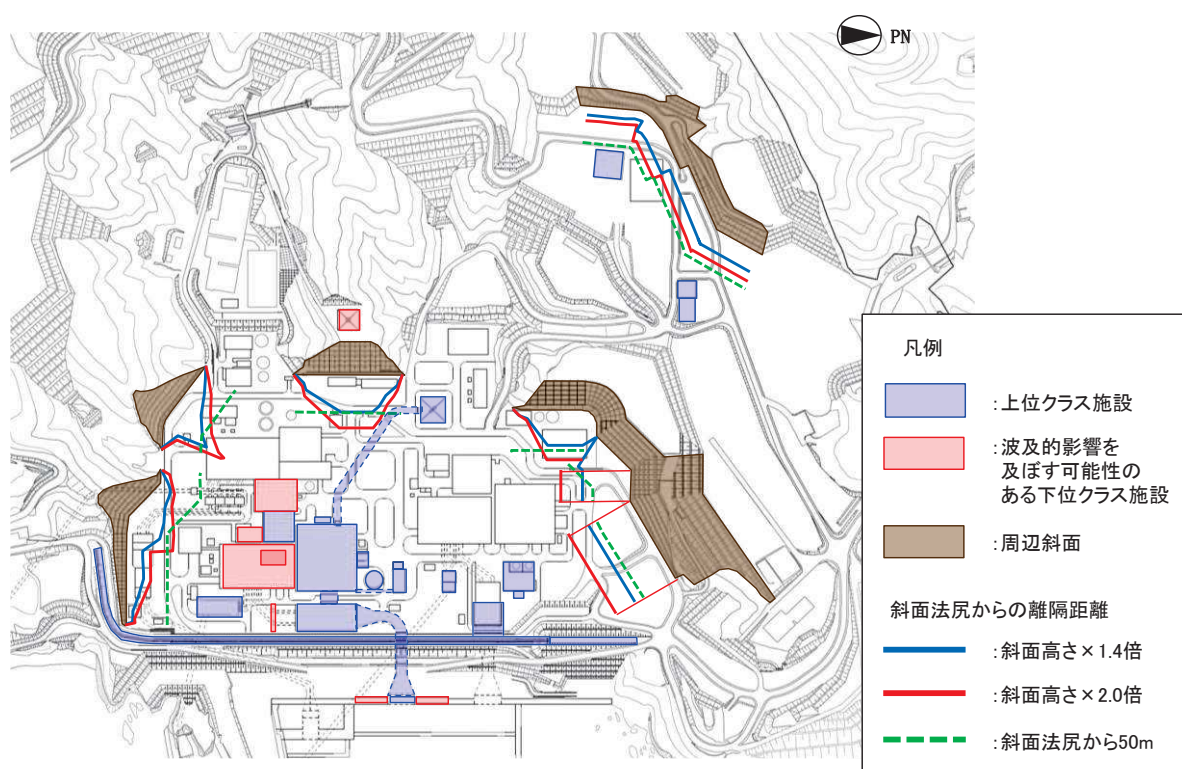 PN
凡例
:上位クラス施設
:波及的影響を
及ぼす可能性の
ある下位クラス施設
:周辺斜面
斜面法尻からの離隔距離
:斜面高さ×1.4倍
:斜面高さ×2.0倍
:斜面法尻から50m